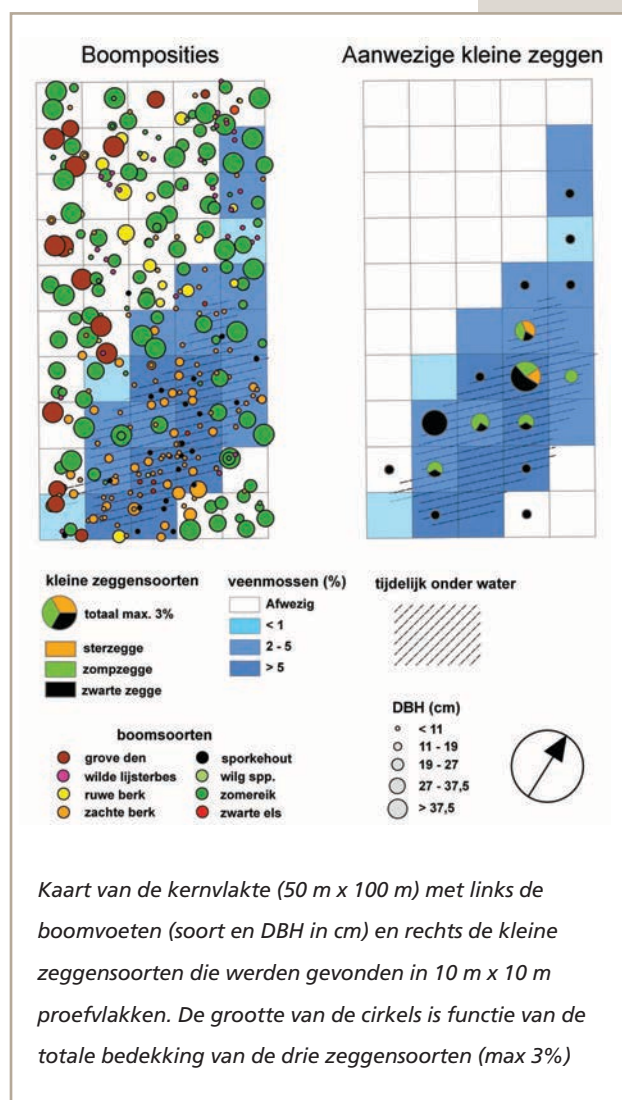 Boomposities
Aanwezige kleine zeggen
kleine zeggensoorten
totaal max. 3%
sterzegge
zompzegge
zwarte zegge
veenmossen (%)
Afwezig
< 1
2 - 5
> 5
tijdelijk onder water
boomsoorten
grove den
wilde lijsterbes
ruwe berk
zachte berk
sporkehout
wilg spp.
zomereik
zwarte els
DBH (cm)
< 11
11 - 19
19 - 27
27 - 37,5
> 37,5
Kaart van de kernvlakte (50 m x 100 m) met links de
boomvoeten (soort en DBH in cm) en rechts de kleine
zeggensoorten die werden gevonden in 10 m x 10 m
proefvlakken. De grootte van de cirkels is functie van de
totale bedekking van de drie zeggensoorten (max 3%)